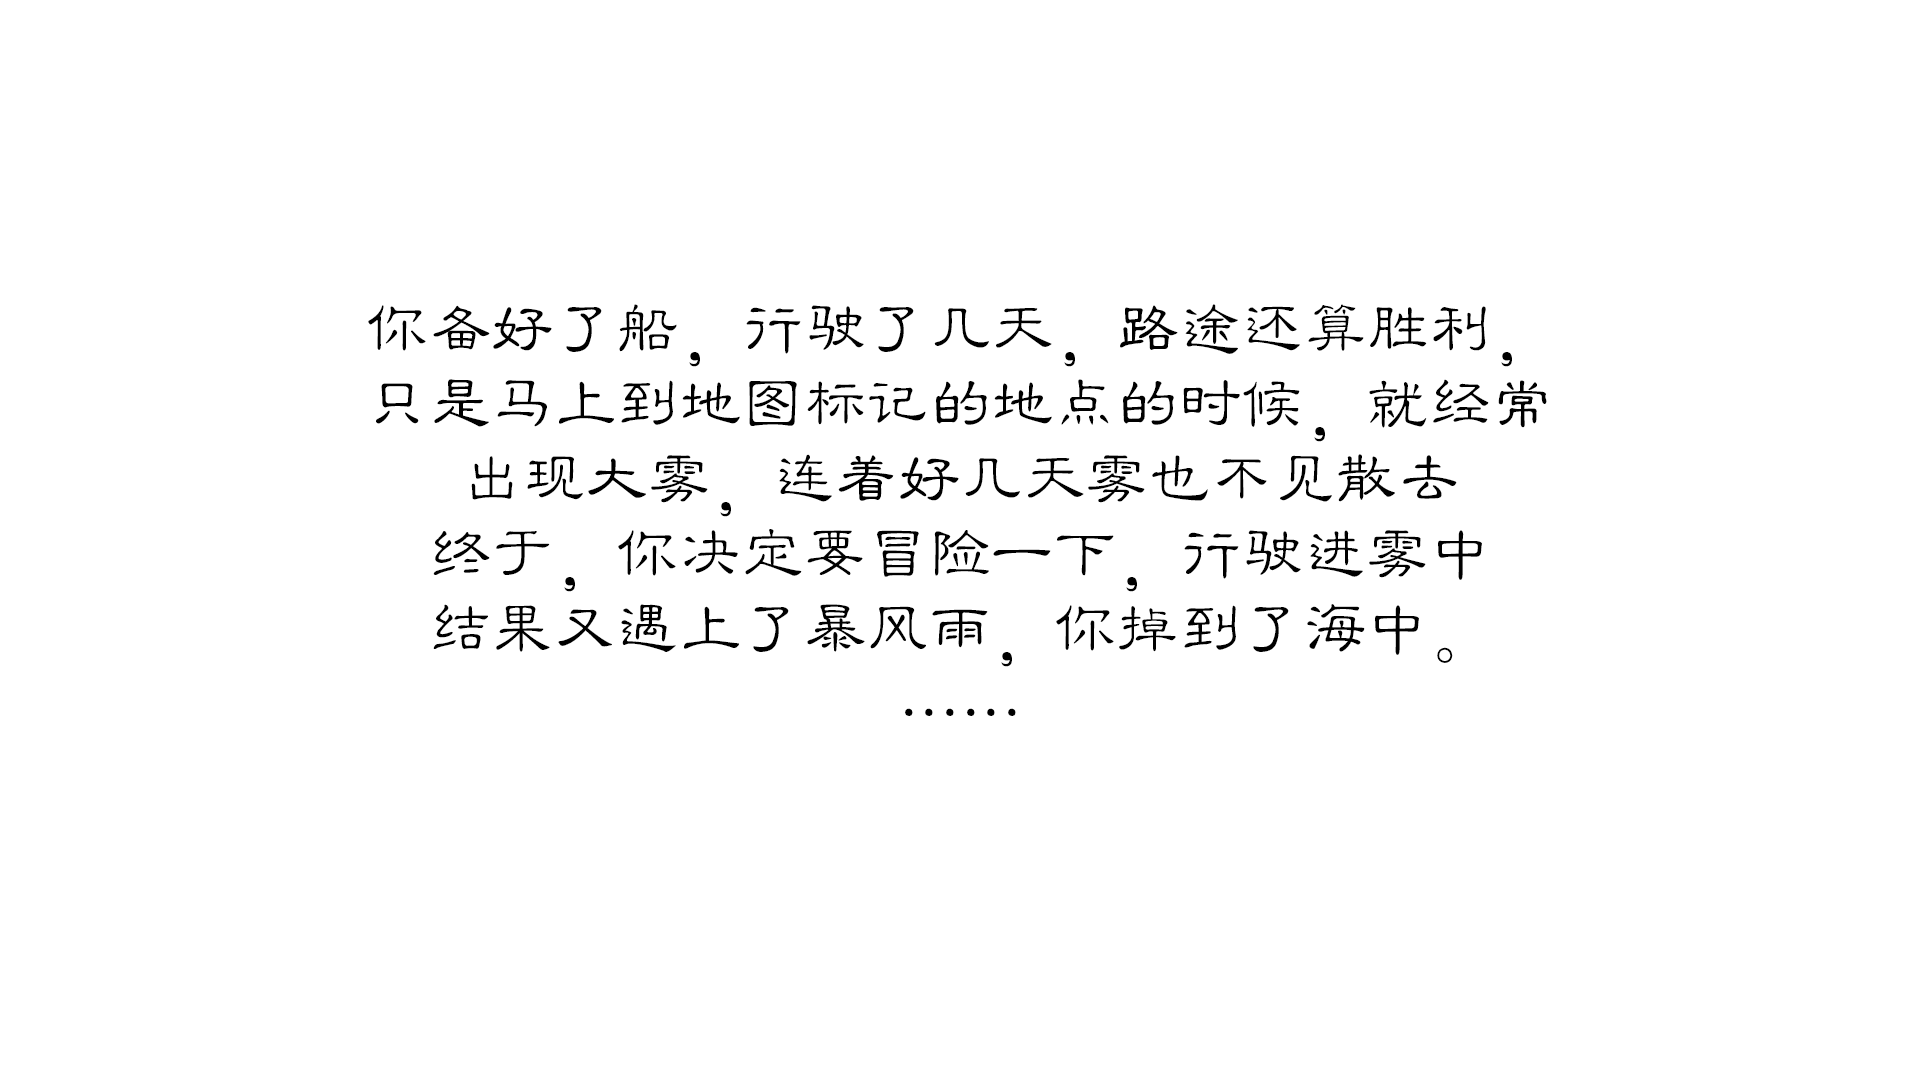 你备好了船，行驶了几天，路途还算胜利，
只是马上到地图标记的地点的时候，就经常
出现大雾，连着好几天雾也不见散去
终于，你决定要冒险一下，行驶进雾中
结果又遇上了暴风雨，你掉到了海中。
……